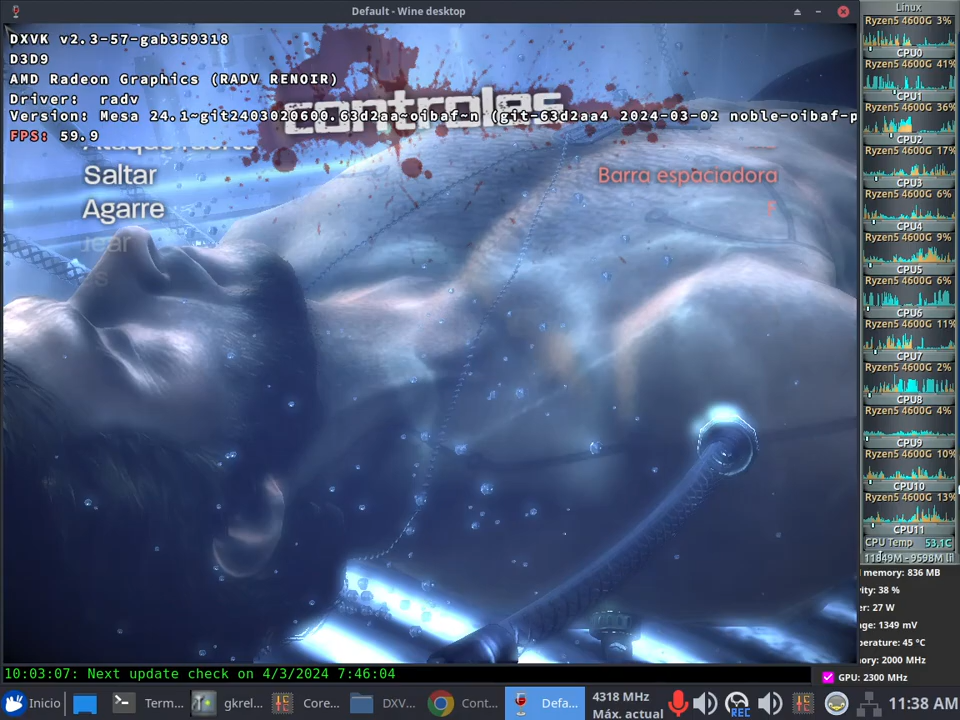 Default - Wine desktop
DXVK v2.3-57-gab359318
D3D9
AMD Radeon Graphics (RADV RENOIR)
Driver: radv
Version: Mesa 24.1~git2403020600.63d2aa~oibaf~n (git-63d2aa4 2024-03-02 noble-oibaf-p
FPS: 59.9
controles
Ataque fuerte
Saltar
Barra espaciadora
Agarre
F
Linux
Ryzen5 4600G 3%
CPU0
Ryzen5 4600G 41%
CPU1
Ryzen5 4600G 36%
CPU2
Ryzen5 4600G 17%
CPU3
Ryzen5 4600G 6%
CPU4
Ryzen5 4600G 9%
CPU5
Ryzen5 4600G 6%
CPU6
Ryzen5 4600G 11%
CPU7
Ryzen5 4600G 2%
CPU8
Ryzen5 4600G 4%
CPU9
Ryzen5 4600G 10%
CPU10
Ryzen5 4600G 13%
CPU11
CPU Temp 53.1C
9598M
memory: 836 MB
vity: 38 %
er: 27 W
age: 1349 mV
perature: 45 °C
ory: 2000 MHz
GPU: 2300 MHz
10:03:07: Next update check on 4/3/2024 7:46:04
Inicio
Term...
gkrel...
Core...
DXV...
Cont...
Defa...
4318 MHz
Máx. actual
REC
11:38 AM